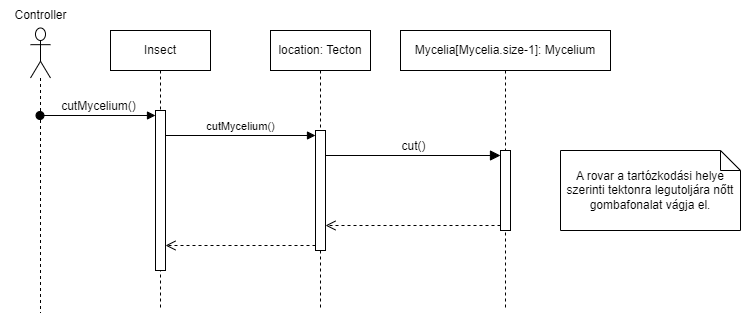 Controller
Insect
location: Tecton
Mycelia[Mycelia.size-1]: Mycelium
cutMycelium()
cutMycelium()
cut()
A rovar a tartózkodási helye
szerinti tektonra legutoljára nőtt
gombafonalat vágja el.